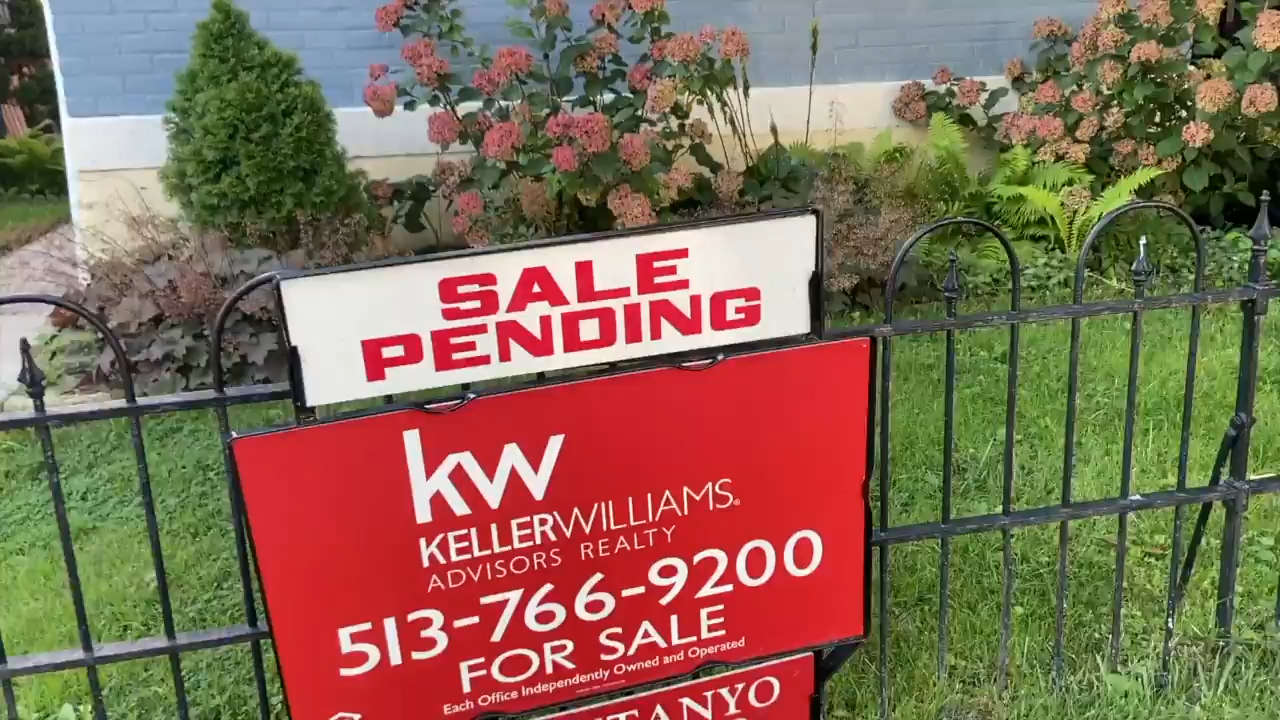 SALE
PENDING
kw
KELLERWILLIAMS®
ADVISORS REALTY
513-766-9200
FOR SALE
Each Office Independently Owned and Operated